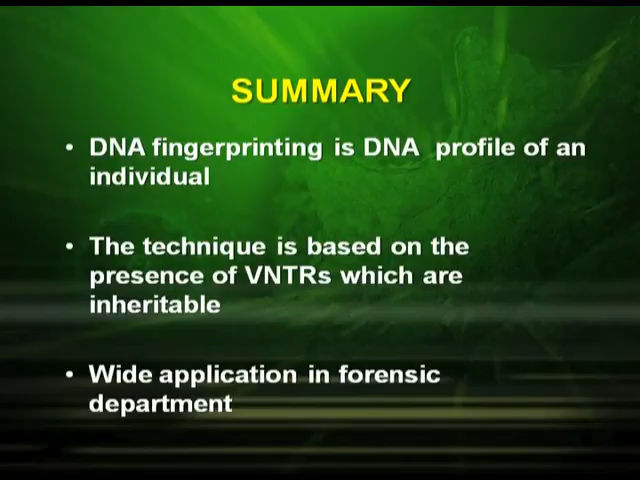 SUMMARY
• DNA fingerprinting is DNA profile of an
individual
• The technique is based on the
presence of VNTRs which are
inheritable
• Wide application in forensic
department